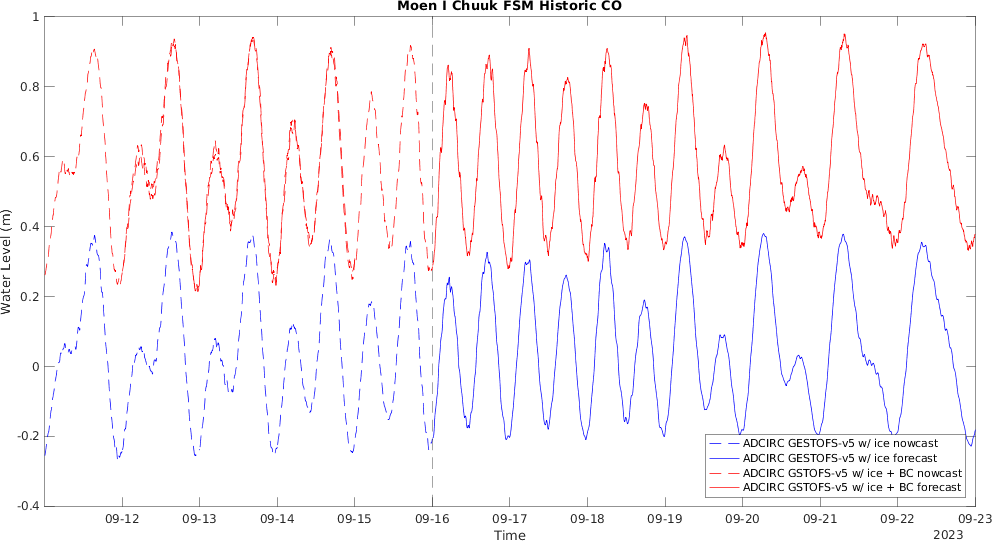 Moen I Chuuk FSM Historic CO
1
0.8
0.6
0.4
0.2
0
-0.2
-0.4
Water Level (m)
ADCIRC GESTOFS-v5 w/ ice nowcast
ADCIRC GESTOFS-v5 w/ ice forecast
ADCIRC GSTOFS-v5 w/ ice + BC nowcast
ADCIRC GSTOFS-v5 w/ ice + BC forecast
09-12 09-13 09-14 09-15 09-16 09-17 09-18 09-19 09-20 09-21 09-22 09-23
Time
2023